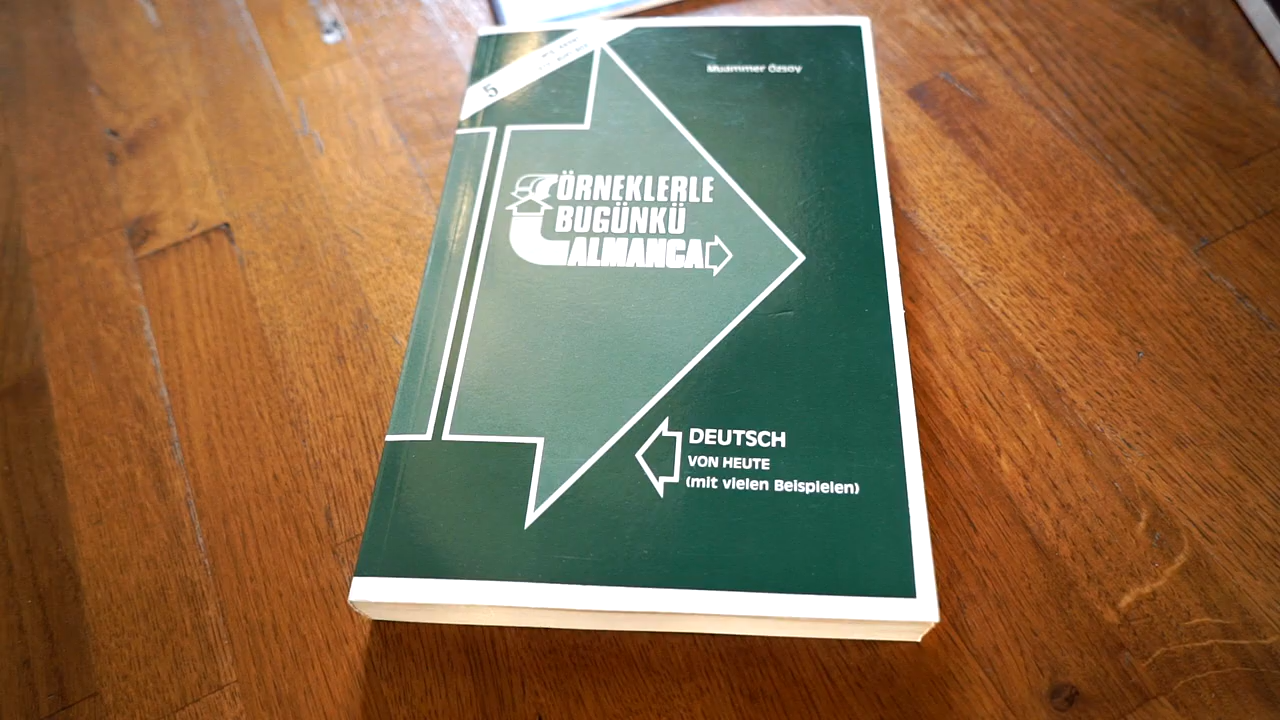 5
Muammer Özsoy
ÖRNEKLERLE
BUGÜNKÜ
ALMANCA
DEUTSCH
VON HEUTE
(mit vielen Beispielen)